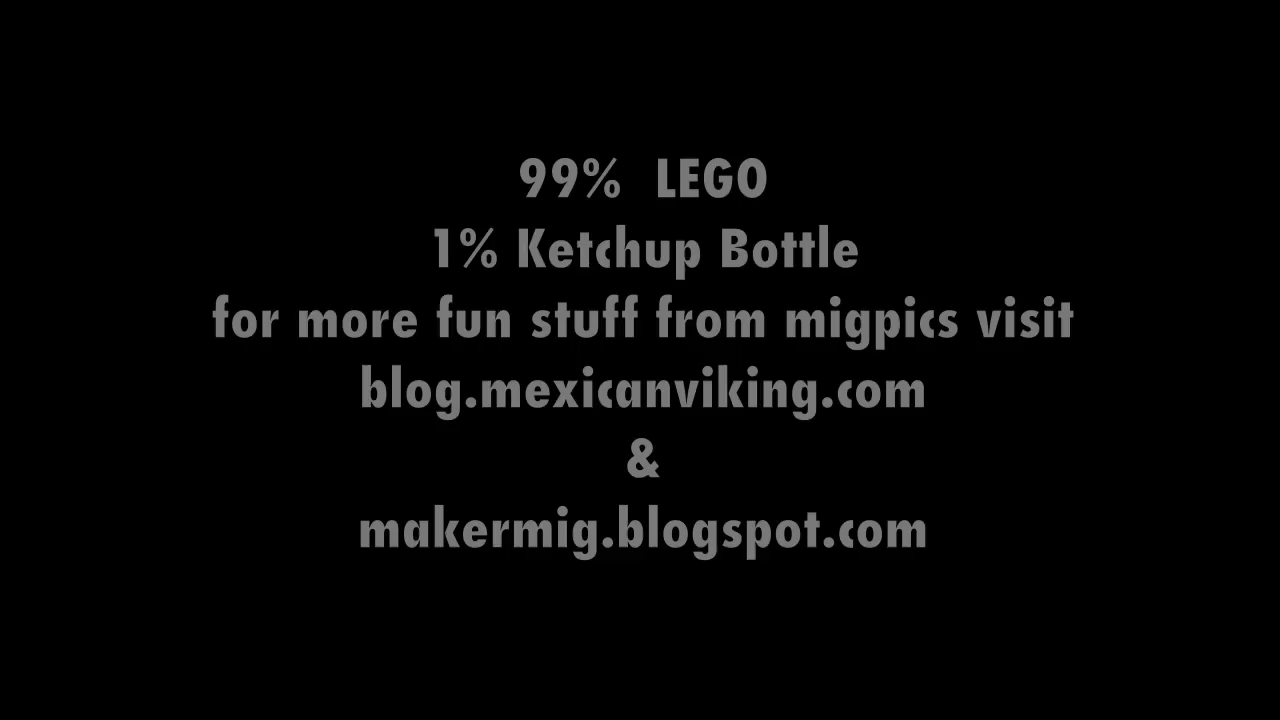 99% LEGO
1% Ketchup Bottle
for more fun stuff from migpics visit
blog.mexicanviking.com
&
makermig.blogspot.com